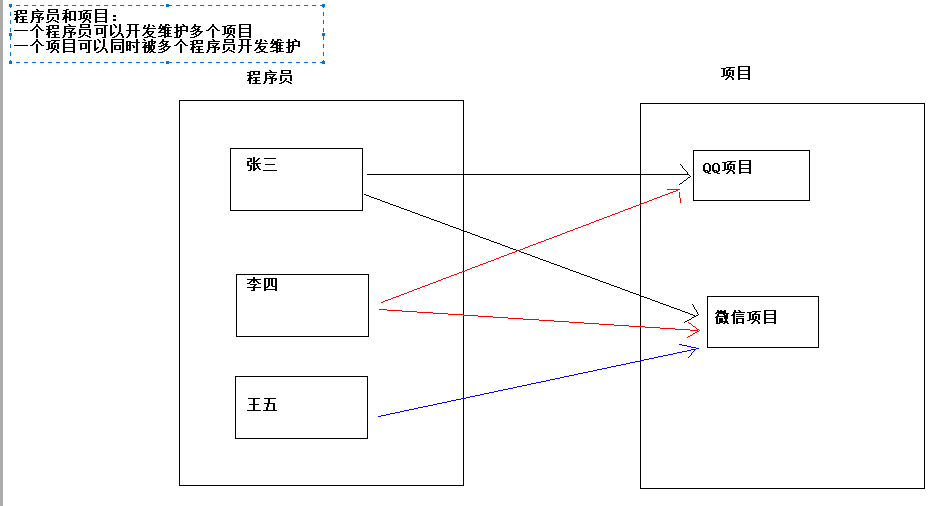 程序员和项目：
一个程序员可以开发维护多个项目
一个项目可以同时被多个程序员开发维护
程序员
项目
张三
QQ项目
李四
微信项目
王五